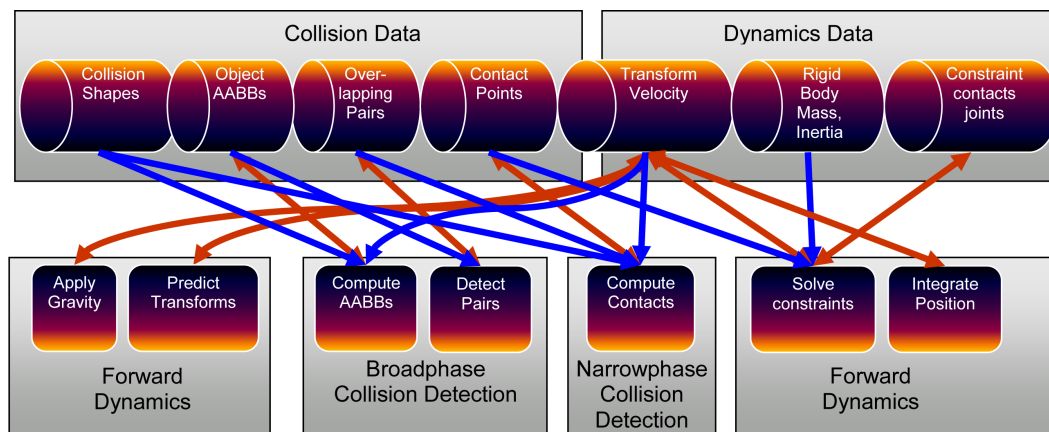 Collision Data
Dynamics Data
Collision
Shapes
Object
AABBs
Over-
lapping
Pairs
Contact
Points
Transform
Velocity
Rigid
Body
Mass,
Inertia
Constraint
contacts
joints
Apply
Gravity
Predict
Transforms
Compute
AABBs
Detect
Pairs
Compute
Contacts
Solve
constraints
Integrate
Position
Forward
Dynamics
Broadphase
Collision Detection
Narrowphase
Collision
Detection
Forward
Dynamics